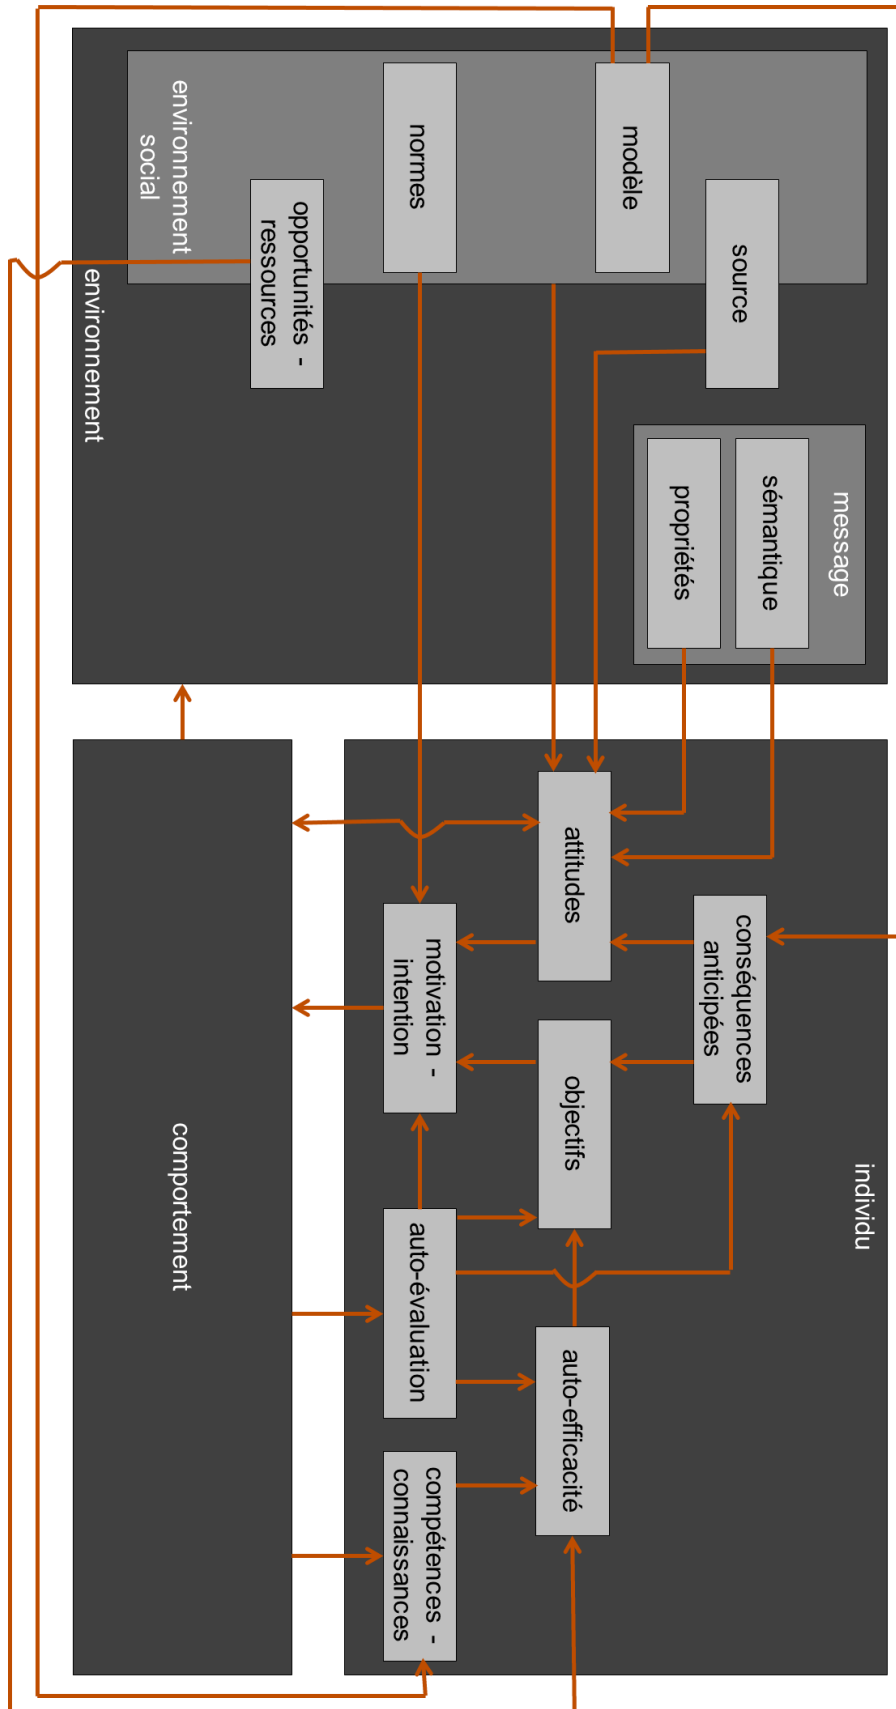 environnement
environnement
social
opportunités -
ressources
normes
modèle
source
message
sémantique
propriétés
individu
conséquences
anticipées
attitudes
objectifs
auto-efficacité
motivation -
intention
auto-évaluation
compétences -
connaissances
comportement